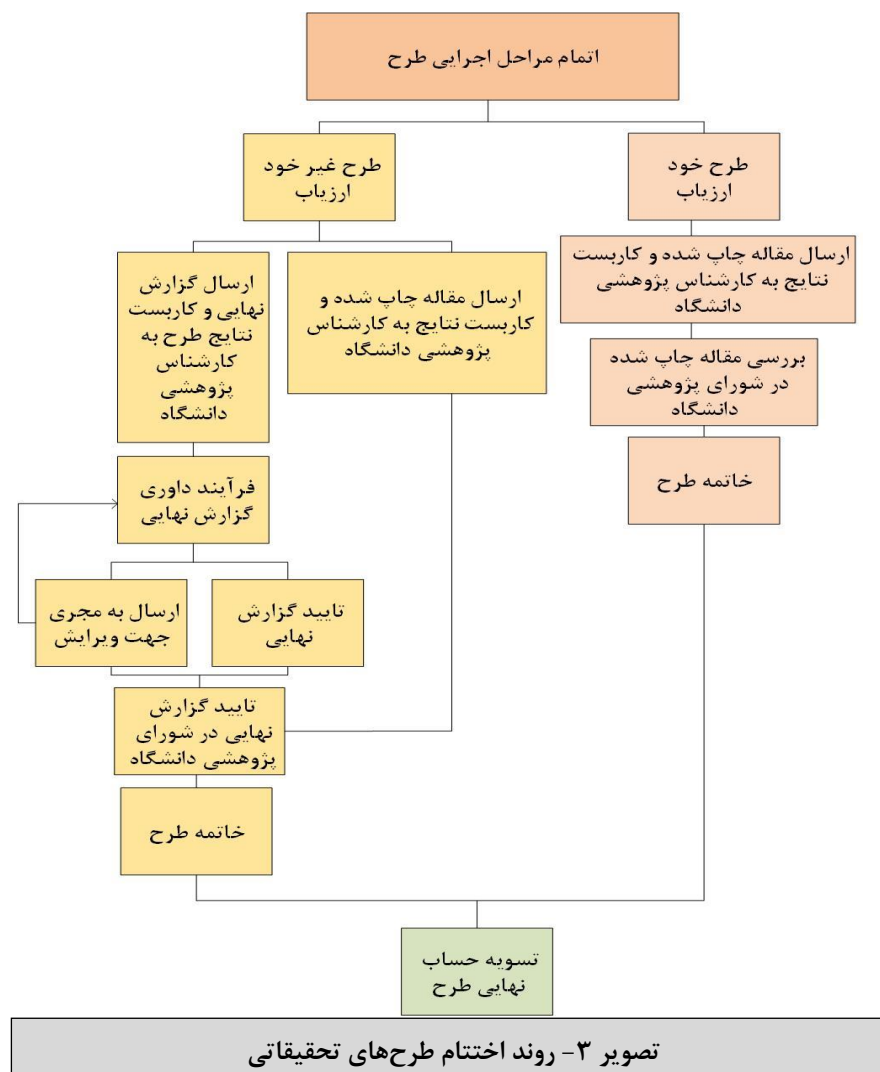 اتمام مراحل اجرایی طرح
طرح خود
ارزیاب
ارسال مقاله چاپ شده و کاربست
نتایج به کارشناس پژوهشی
دانشگاه
بررسی مقاله چاپ شده
در شورای پژوهشی
دانشگاه
خاتمه طرح
طرح غیر خود
ارزیاب
ارسال مقاله چاپ شده و
کاربست نتایج به کارشناس
پژوهشی دانشگاه
ارسال گزارش
نهایی و کاربست
نتایج طرح به
کارشناس
پژوهشی
دانشگاه
فرآیند داوری
گزارش نهایی
تایید گزارش
نهایی
ارسال به مجری
جهت ویرایش
تایید گزارش
نهایی در شورای
پژوهشی دانشگاه
خاتمه طرح
تسویه حساب
نهایی طرح
تصویر ۳- روند اختتام طرح‌های تحقیقاتی